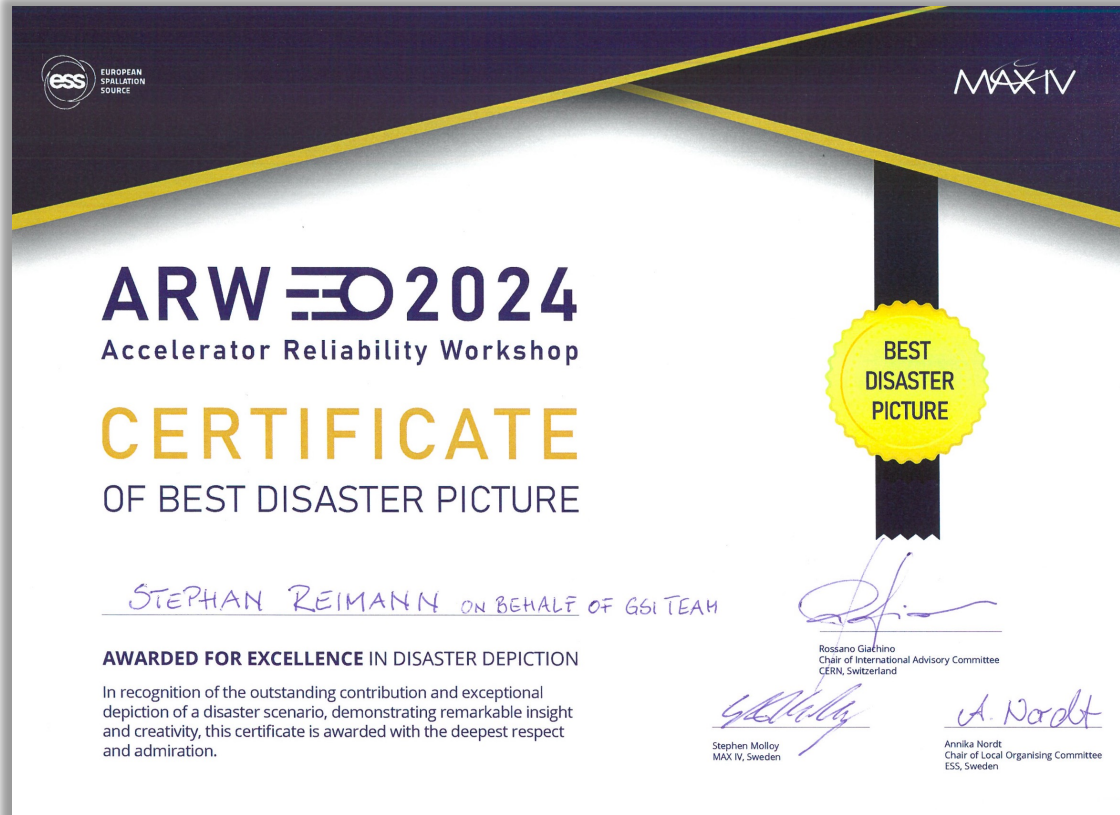 ess
EUROPEAN
SPALLATION
SOURCE
MAX IV
ARW 2024
Accelerator Reliability Workshop
CERTIFICATE
OF BEST DISASTER PICTURE
BEST
DISASTER
PICTURE
STEPHAN REIMANN ON BEHALF OF GSI TEAM
AWARDED FOR EXCELLENCE IN DISASTER DEPICTION
In recognition of the outstanding contribution and exceptional
depiction of a disaster scenario, demonstrating remarkable insight
and creativity, this certificate is awarded with the deepest respect
and admiration.
Rossano Giachino
Chair of International Advisory Committee
CERN, Switzerland
Stephen Molloy
MAX IV, Sweden
A. Nordt
Annika Nordt
Chair of Local Organising Committee
ESS, Sweden